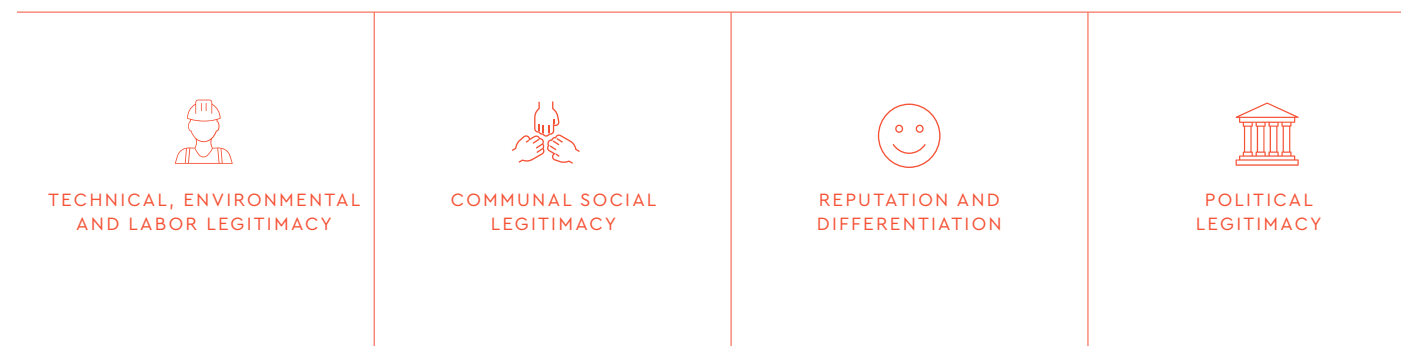 TECHNICAL, ENVIRONMENTAL
AND LABOR LEGITIMACY
COMMUNAL SOCIAL
LEGITIMACY
REPUTATION AND
DIFFERENTIATION
POLITICAL
LEGITIMACY